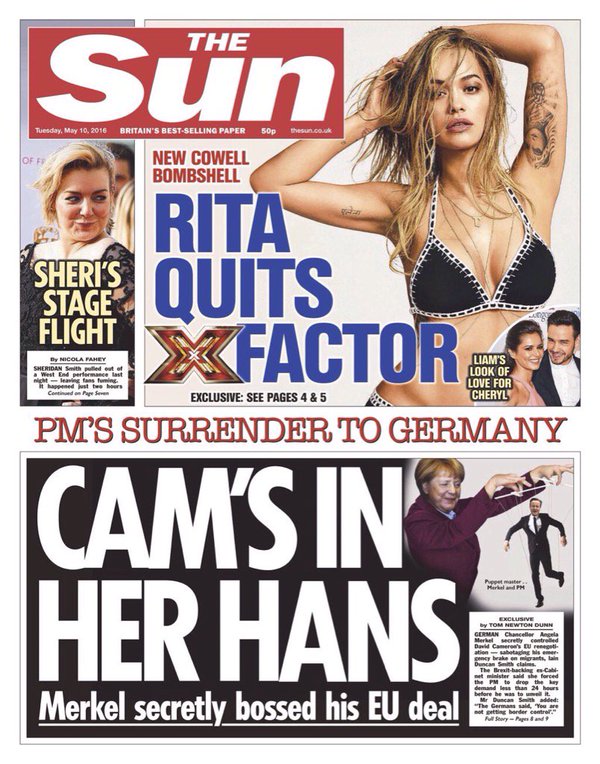 THE
Sun
Tuesday, May 10, 2016 BRITAIN'S BEST-SELLING PAPER 50p thesun.co.uk
OF FR
NEW COWELL
BOMBSHELL
RITA
QUITS
X FACTOR
EXCLUSIVE: SEE PAGES 4 & 5
SHERI'S
STAGE
FLIGHT
By NICOLA FAHEY
SHERIDAN Smith pulled out of
a West End performance last
night — leaving fans fuming.
It happened just two hours
Continued on Page Seven
LIAM'S
LOOK OF
LOVE FOR
CHERYL
PM'S SURRENDER TO GERMANY
CAM'S IN
HER HANS
Merkel secretly bossed his EU deal
Puppet master . .
Merkel and PM
EXCLUSIVE
by TOM NEWTON DUNN
GERMAN Chancellor Angela
Merkel secretly controlled
David Cameron's EU renegoti-
ation — sabotaging his emer-
gency brake on migrants, Iain
Duncan Smith claims.
The Brexit-backing ex-Cabi-
net minister said she forced
the PM to drop the key
demand less than 24 hours
before he was to unveil it.
Mr Duncan Smith added:
"The Germans said, 'You are
not getting border control'."
Full Story — Pages 8 and 9